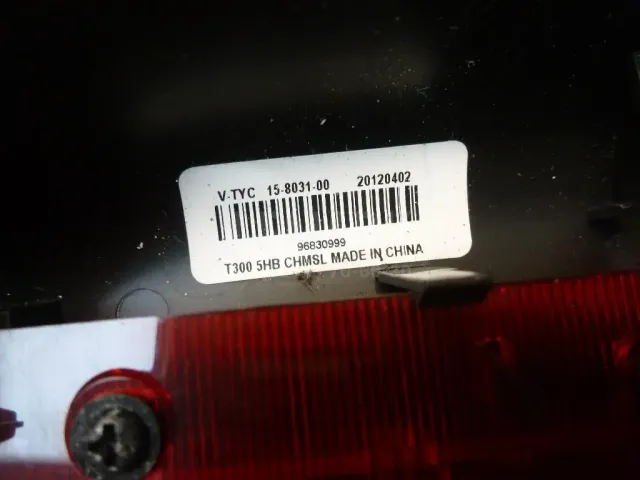 V-TYC 15-8031-00 20120402
96830999
T300 5HB CHMSL MADE IN CHINA